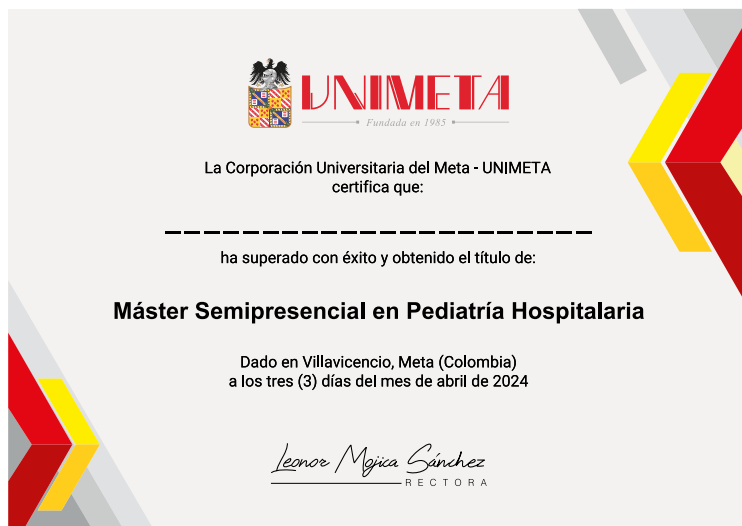 UNIMETA
Fundada en 1985
La Corporación Universitaria del Meta - UNIMETA
certifica que:
ha superado con éxito y obtenido el título de:
Máster Semipresencial en Pediatría Hospitalaria
Dado en Villavicencio, Meta (Colombia)
a los tres (3) días del mes de abril de 2024
Leonor Mojica Sánchez
RECTORA